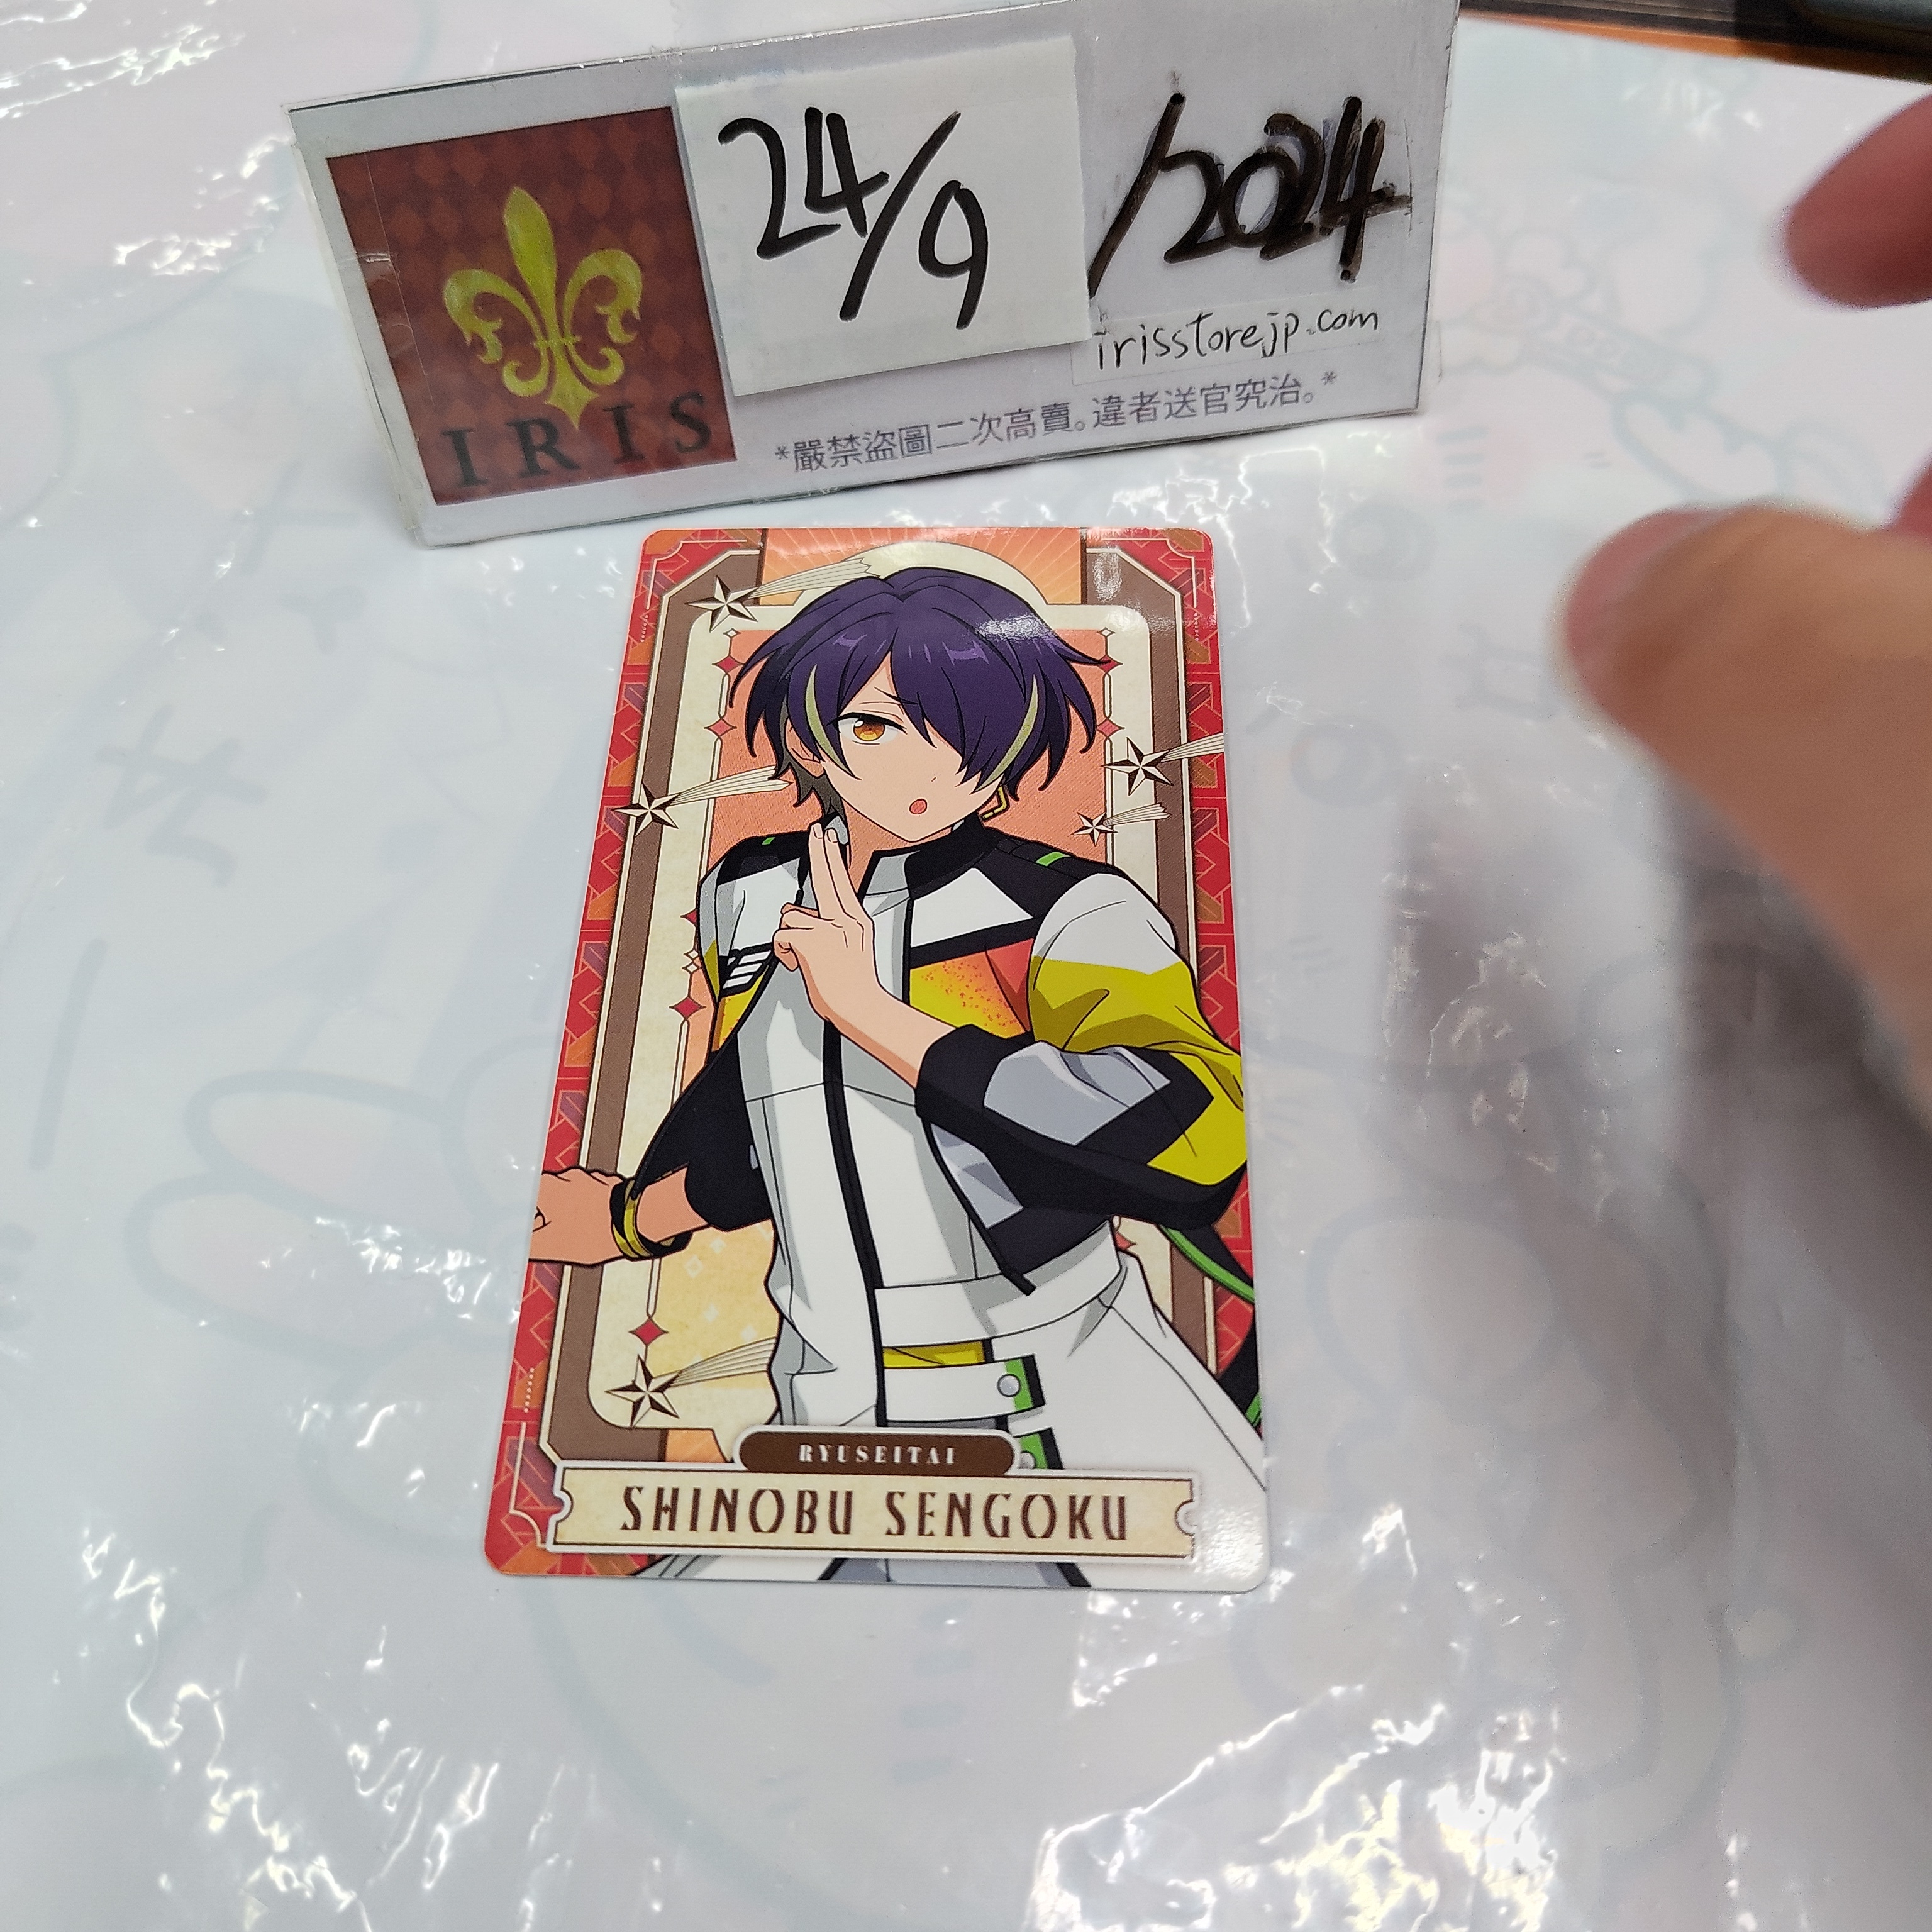 24/9/2024
irisstorejp.com
IRIS
*嚴禁盜圖二次高賣。違者送官究治。*
RYUSEITAI
SHINOBU SENGOKU